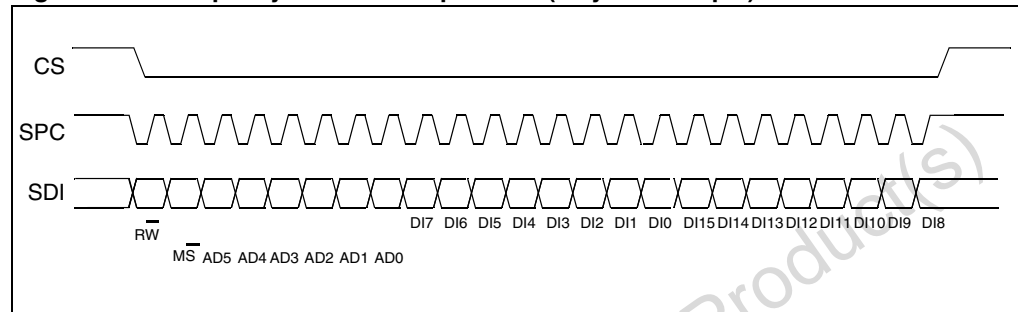 CS
SPC
SDI
RW
DI7 DI6 DI5 DI4 DI3 DI2 DI1 DI0 DI15 DI14 DI13 DI12 DI11 DI10 DI9 DI8
MS AD5 AD4 AD3 AD2 AD1 AD0
Product(s)